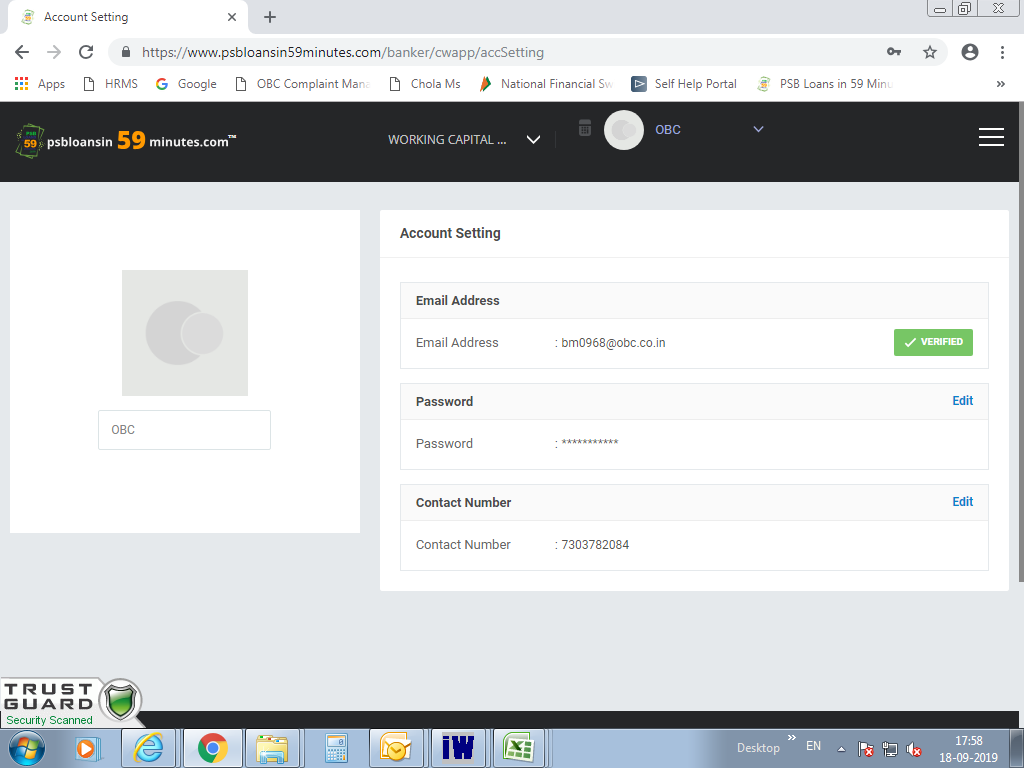 Account Setting
https://www.psbloansin59minutes.com/banker/cwapp/accSetting
Apps HRMS Google OBC Complaint Mana Chola Ms National Financial Sw Self Help Portal PSB Loans in 59 Minu »
PSB 59 psbloansin 59 minutes.com™ WORKING CAPITAL ... OBC
OBC
Account Setting
Email Address
Email Address : bm0968@obc.co.in VERIFIED
Password Edit
Password : ***********
Contact Number Edit
Contact Number : 7303782084
TRUST
GUARD
Security Scanned
iW
Desktop » EN 17:58
18-09-2019